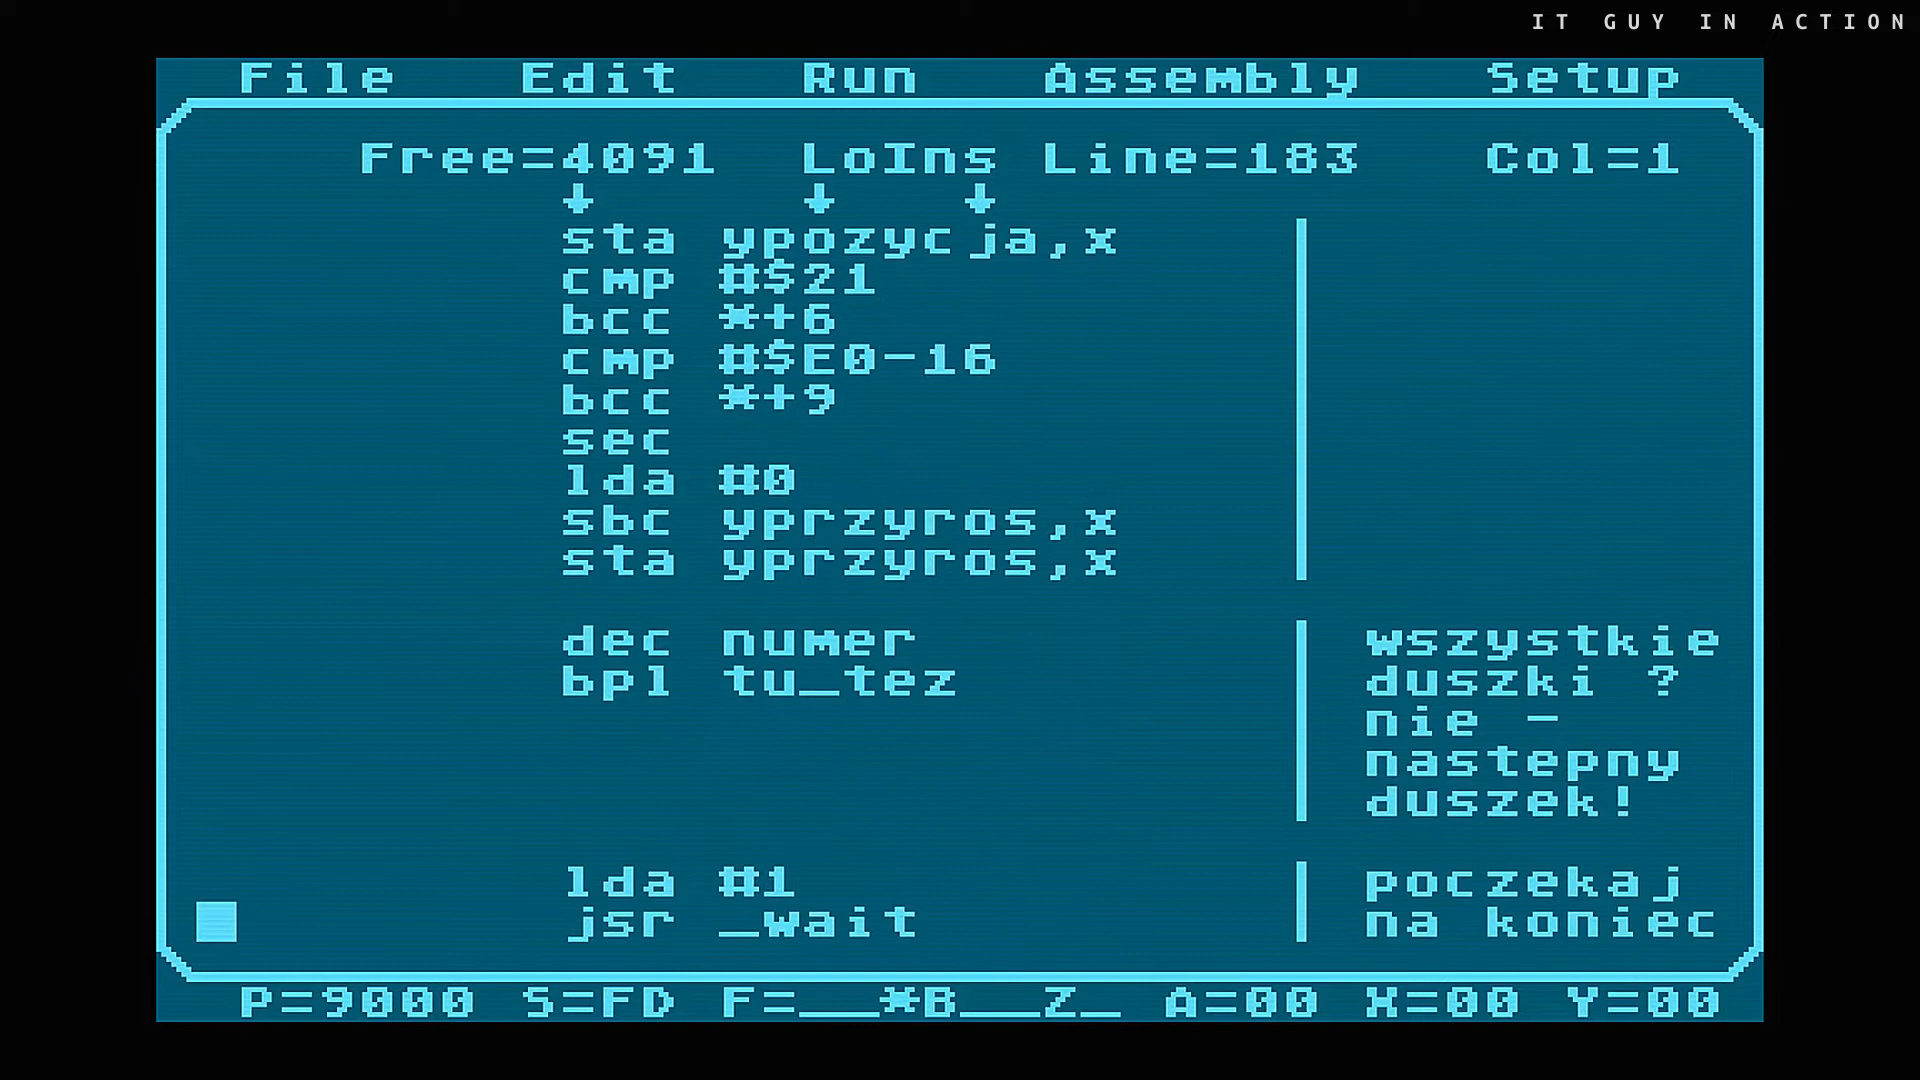 IT GUY IN ACTION
File Edit Run Assembly Setup
Free=4091 LoIns Line=183 Col=1
sta ypozycja,x
cmp #$21
bcc *+6
cmp #$E0-16
bcc *+9
sec
lda #0
sbc yprzyros,x
sta yprzyros,x
dec numer | wszystkie
bpl tu_tez | duszki ?
nie -
nastepny
duszek!
lda #1 | poczekaj
jsr _wait | na koniec
P=9000 S=FD F=__*B___Z_ A=00 X=00 Y=00